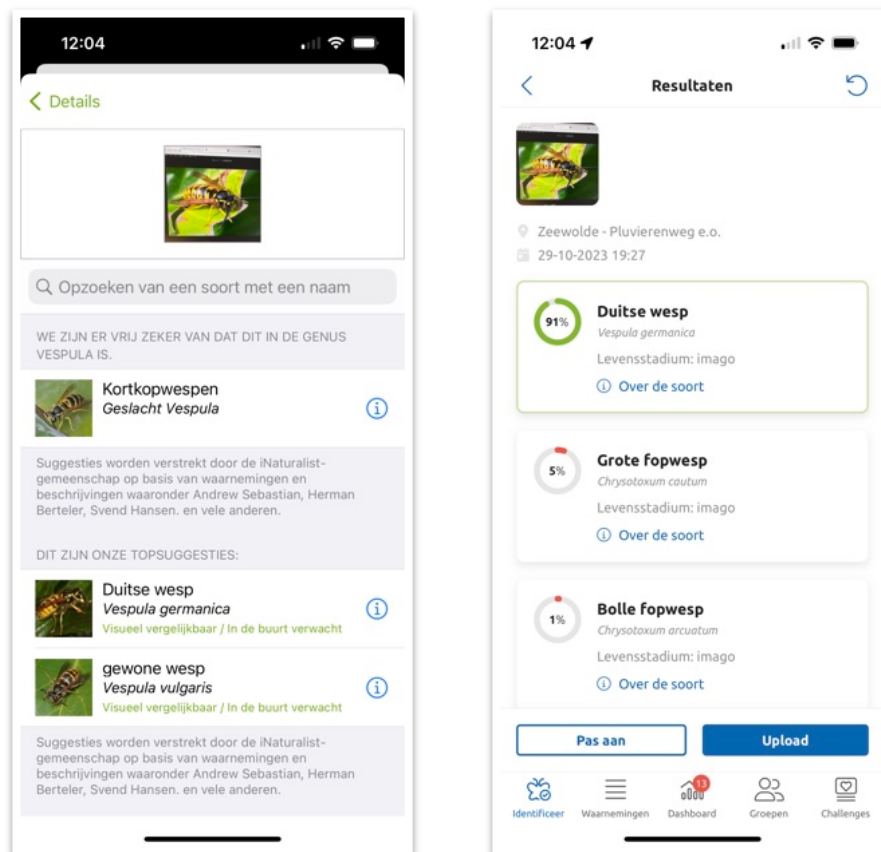 12:04
Details
Opzoeken van een soort met een naam
WE ZIJN ER VRIJ ZEKER VAN DAT DIT IN DE GENUS
VESPULA IS.
Kortkopwespen
Geslacht Vespula
Suggesties worden verstrekt door de iNaturalist-
gemeenschap op basis van waarnemingen en
beschrijvingen waaronder Andrew Sebastian, Herman
Berteler, Svend Hansen. en vele anderen.
DIT ZIJN ONZE TOPSUGGESTIES:
Duitse wesp
Vespula germanica
Visueel vergelijkbaar / In de buurt verwacht
gewone wesp
Vespula vulgaris
Visueel vergelijkbaar / In de buurt verwacht
Suggesties worden verstrekt door de iNaturalist-
gemeenschap op basis van waarnemingen en
beschrijvingen waaronder Andrew Sebastian, Herman
Berteler, Svend Hansen. en vele anderen.
12:04
Resultaten
Zeewolde - Pluvierenweg e.o.
29-10-2023 19:27
91%
Duitse wesp
Vespula germanica
Levensstadium: imago
Over de soort
5%
Grote fopwesp
Chrysotoxum cautum
Levensstadium: imago
Over de soort
1%
Bolle fopwesp
Chrysotoxum arcuatum
Levensstadium: imago
Over de soort
Pas aan
Upload
13
Identificeer
Waarnemingen
Dashboard
Groepen
Challenges